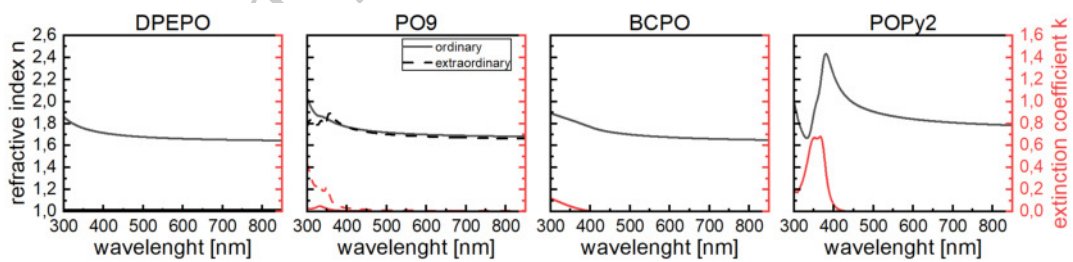 DPEPO PO9 BCPO POPy2
refractive index n
2,6
2,4
2,2
2,0
1,8
1,6
1,4
1,2
1,0
ordinary
extraordinary
1,6
1,4
1,2
1,0
0,8
0,6
0,4
0,2
0,0
extinction coefficient k
300 400 500 600 700 800 300 400 500 600 700 800 300 400 500 600 700 800 300 400 500 600 700 800
wavelenght [nm] wavelenght [nm] wavelenght [nm] wavelenght [nm]